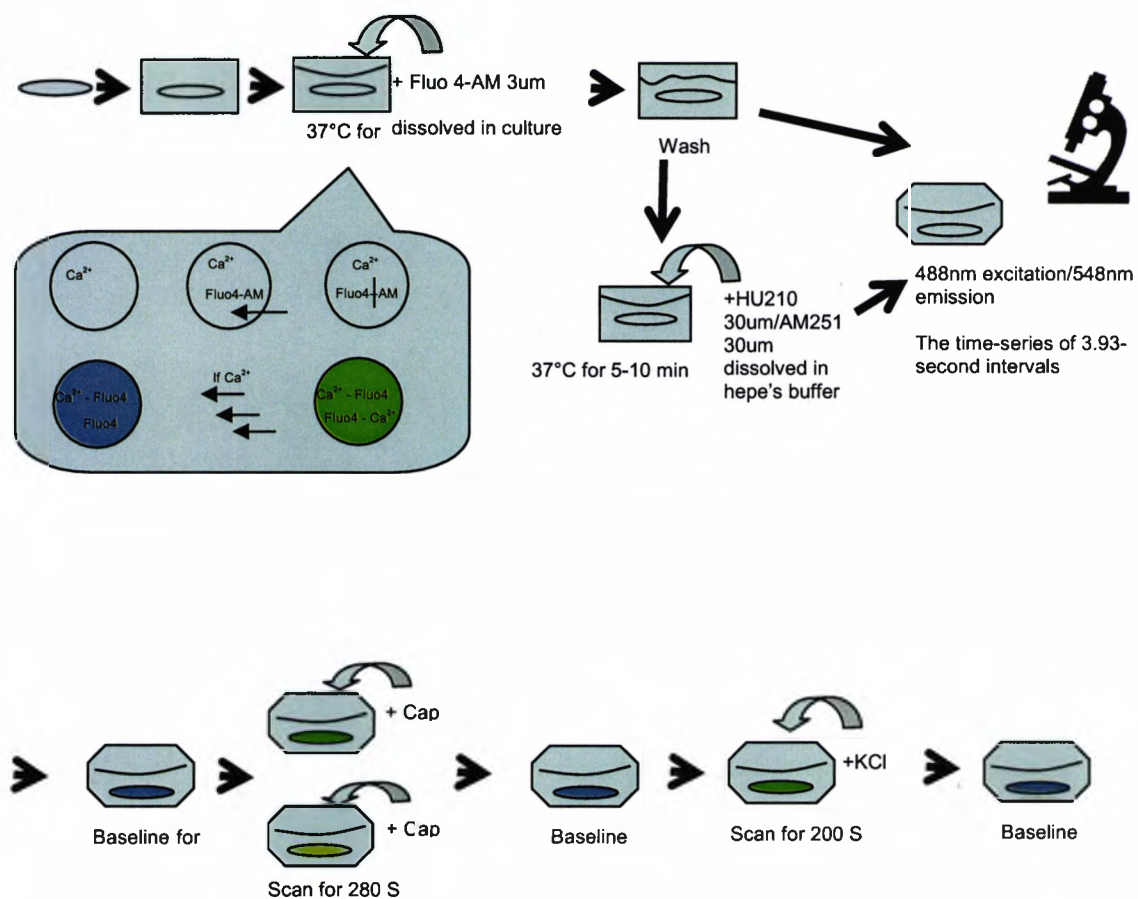 + Fluo 4-AM 3um
37°C for
dissolved in culture
Wash
Ca²⁺
Ca²⁺
Fluo4-AM
Ca²⁺
Fluo4-AM
Ca²⁺ - Fluo4
Fluo4
If Ca²⁺
Ca²⁺ - Fluo4
Fluo4 - Ca²⁺
37°C for 5-10 min
+HU210
30um/AM251
30um
dissolved in
hepe's buffer
488nm excitation/548nm
emission
The time-series of 3.93-
second intervals
Baseline for
+ Cap
+ Cap
Scan for 280 S
Baseline
+KCl
Scan for 200 S
Baseline